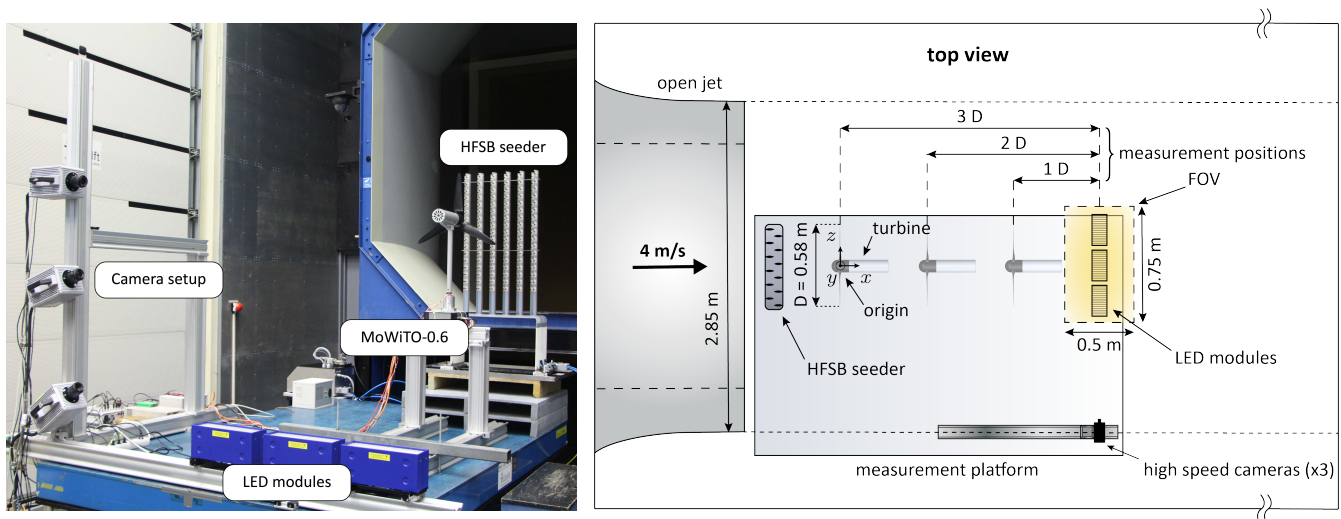 HFSB seeder
Camera setup
MoWiTO-0.6
LED modules
top view
open jet
3 D
2 D
measurement positions
1 D
FOV
4 m/s
2.85 m
D = 0.58 m
z
turbine
y
x
origin
0.75 m
0.5 m
HFSB seeder
LED modules
measurement platform
high speed cameras (x3)